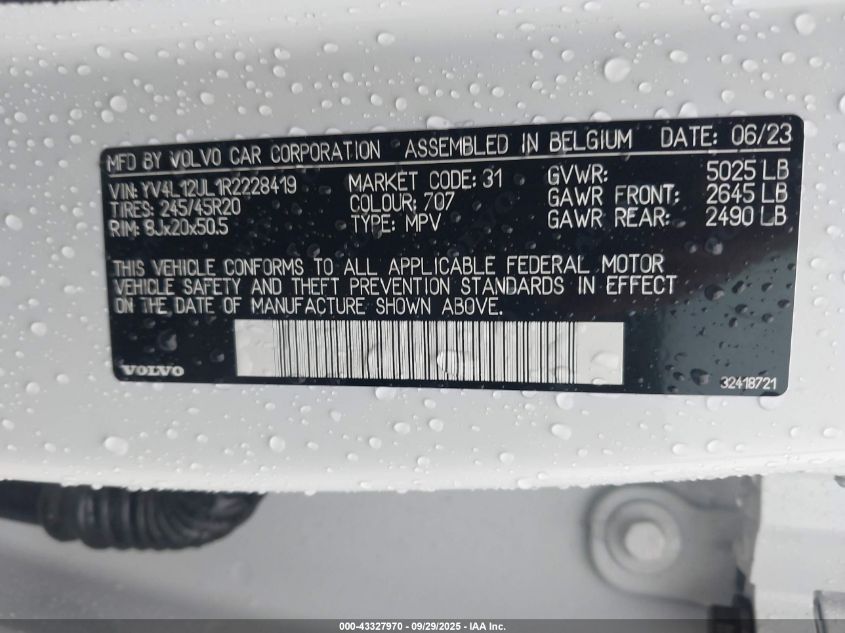 MFD BY VOLVO CAR CORPORATION ASSEMBLED IN BELGIUM DATE: 06/23
VIN: YV4L12UL1R2228419 MARKET CODE: 31 GVWR: 5025 LB
TIRES: 245/45R20 COLOUR: 707 GAWR FRONT: 2645 LB
RIM: 8Jx20x50.5 TYPE: MPV GAWR REAR: 2490 LB
THIS VEHICLE CONFORMS TO ALL APPLICABLE FEDERAL MOTOR
VEHICLE SAFETY AND THEFT PREVENTION STANDARDS IN EFFECT
ON THE DATE OF MANUFACTURE SHOWN ABOVE.
VOLVO 32418721
000-43327970 - 09/29/2025 - IAA Inc.